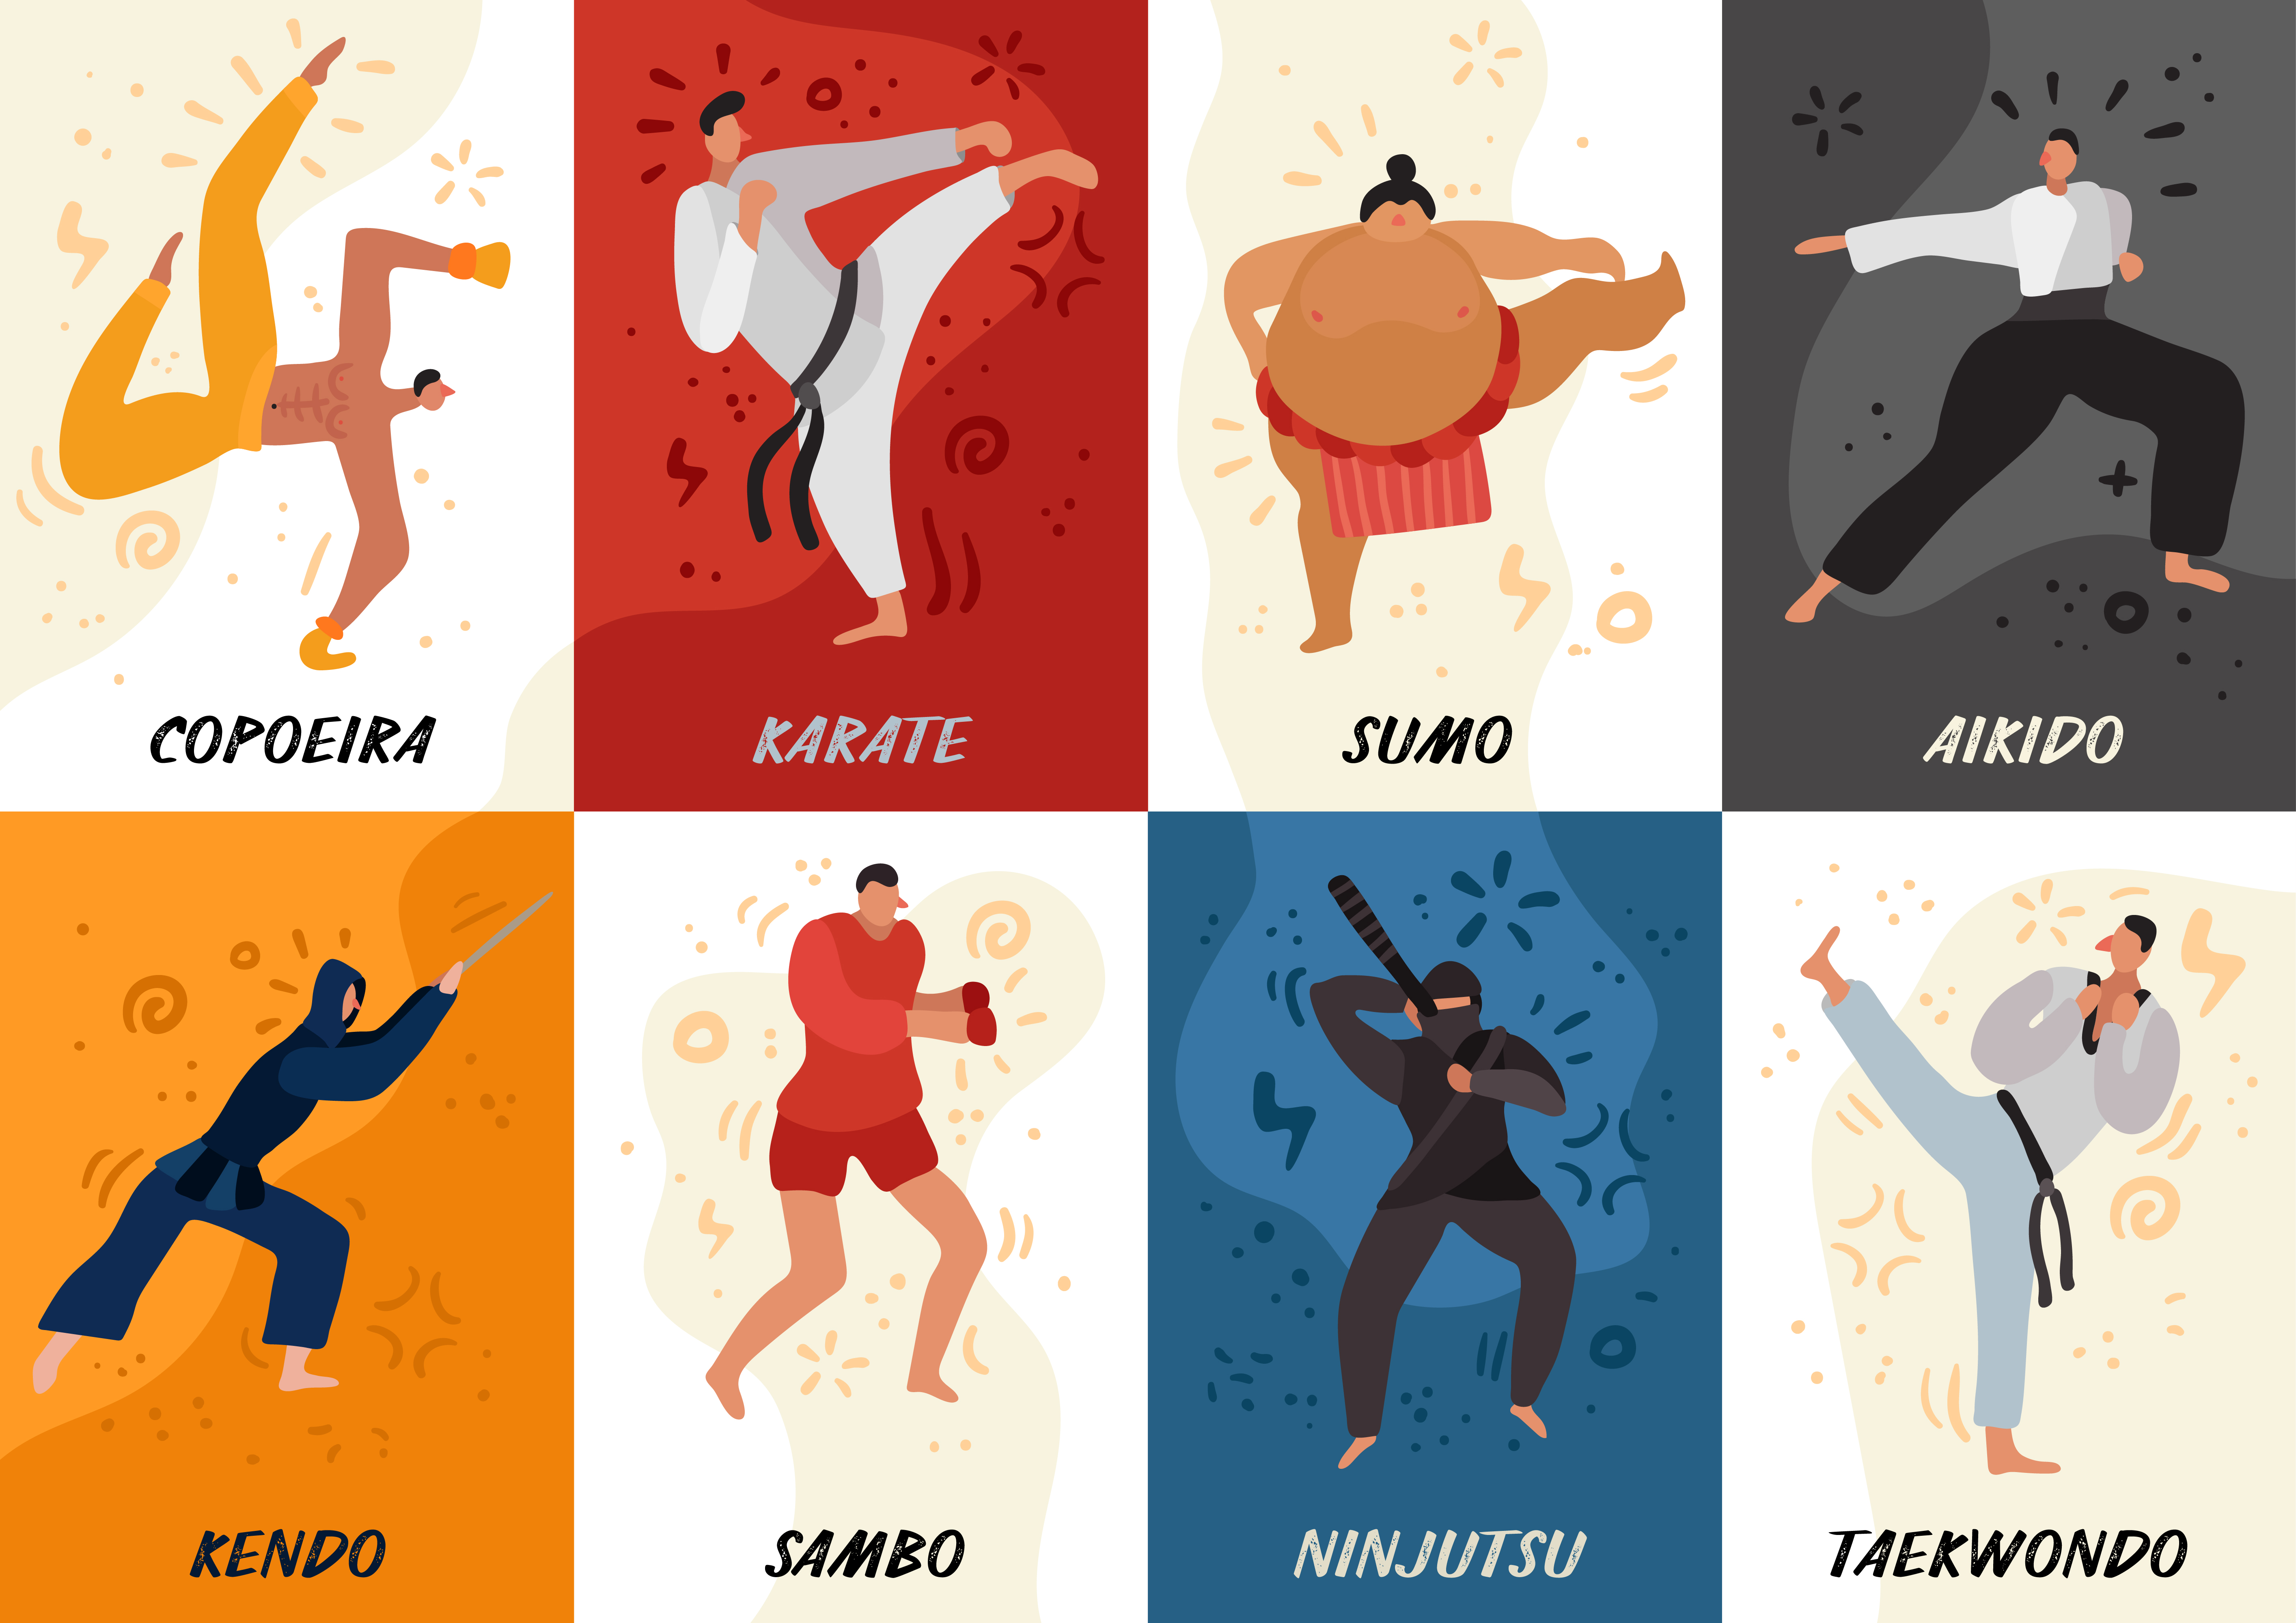 COPOEIRA
KARATE
SUMO
AIKIDO
KENDO
SAMBO
NINJUTSU
TAEKWONDO